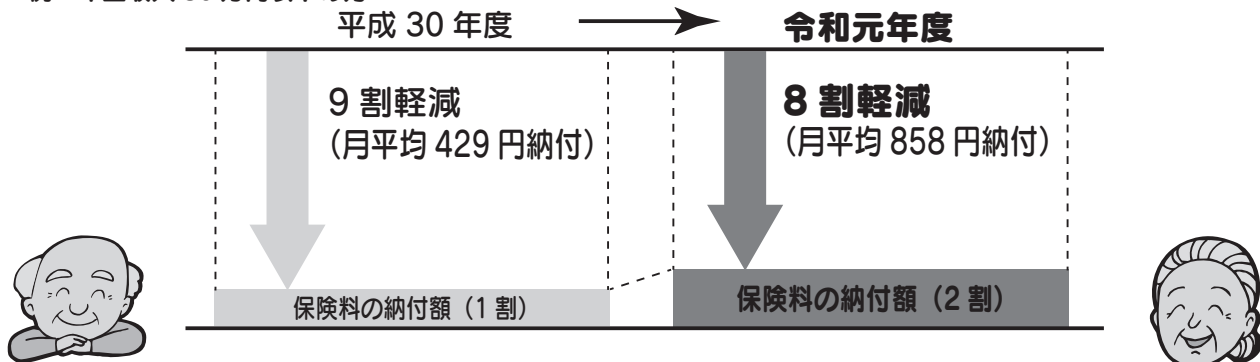 平成 30 年度
令和元年度
9 割軽減
(月平均 429 円納付)
8 割軽減
(月平均 858 円納付)
保険料の納付額（1 割）
保険料の納付額（2 割）